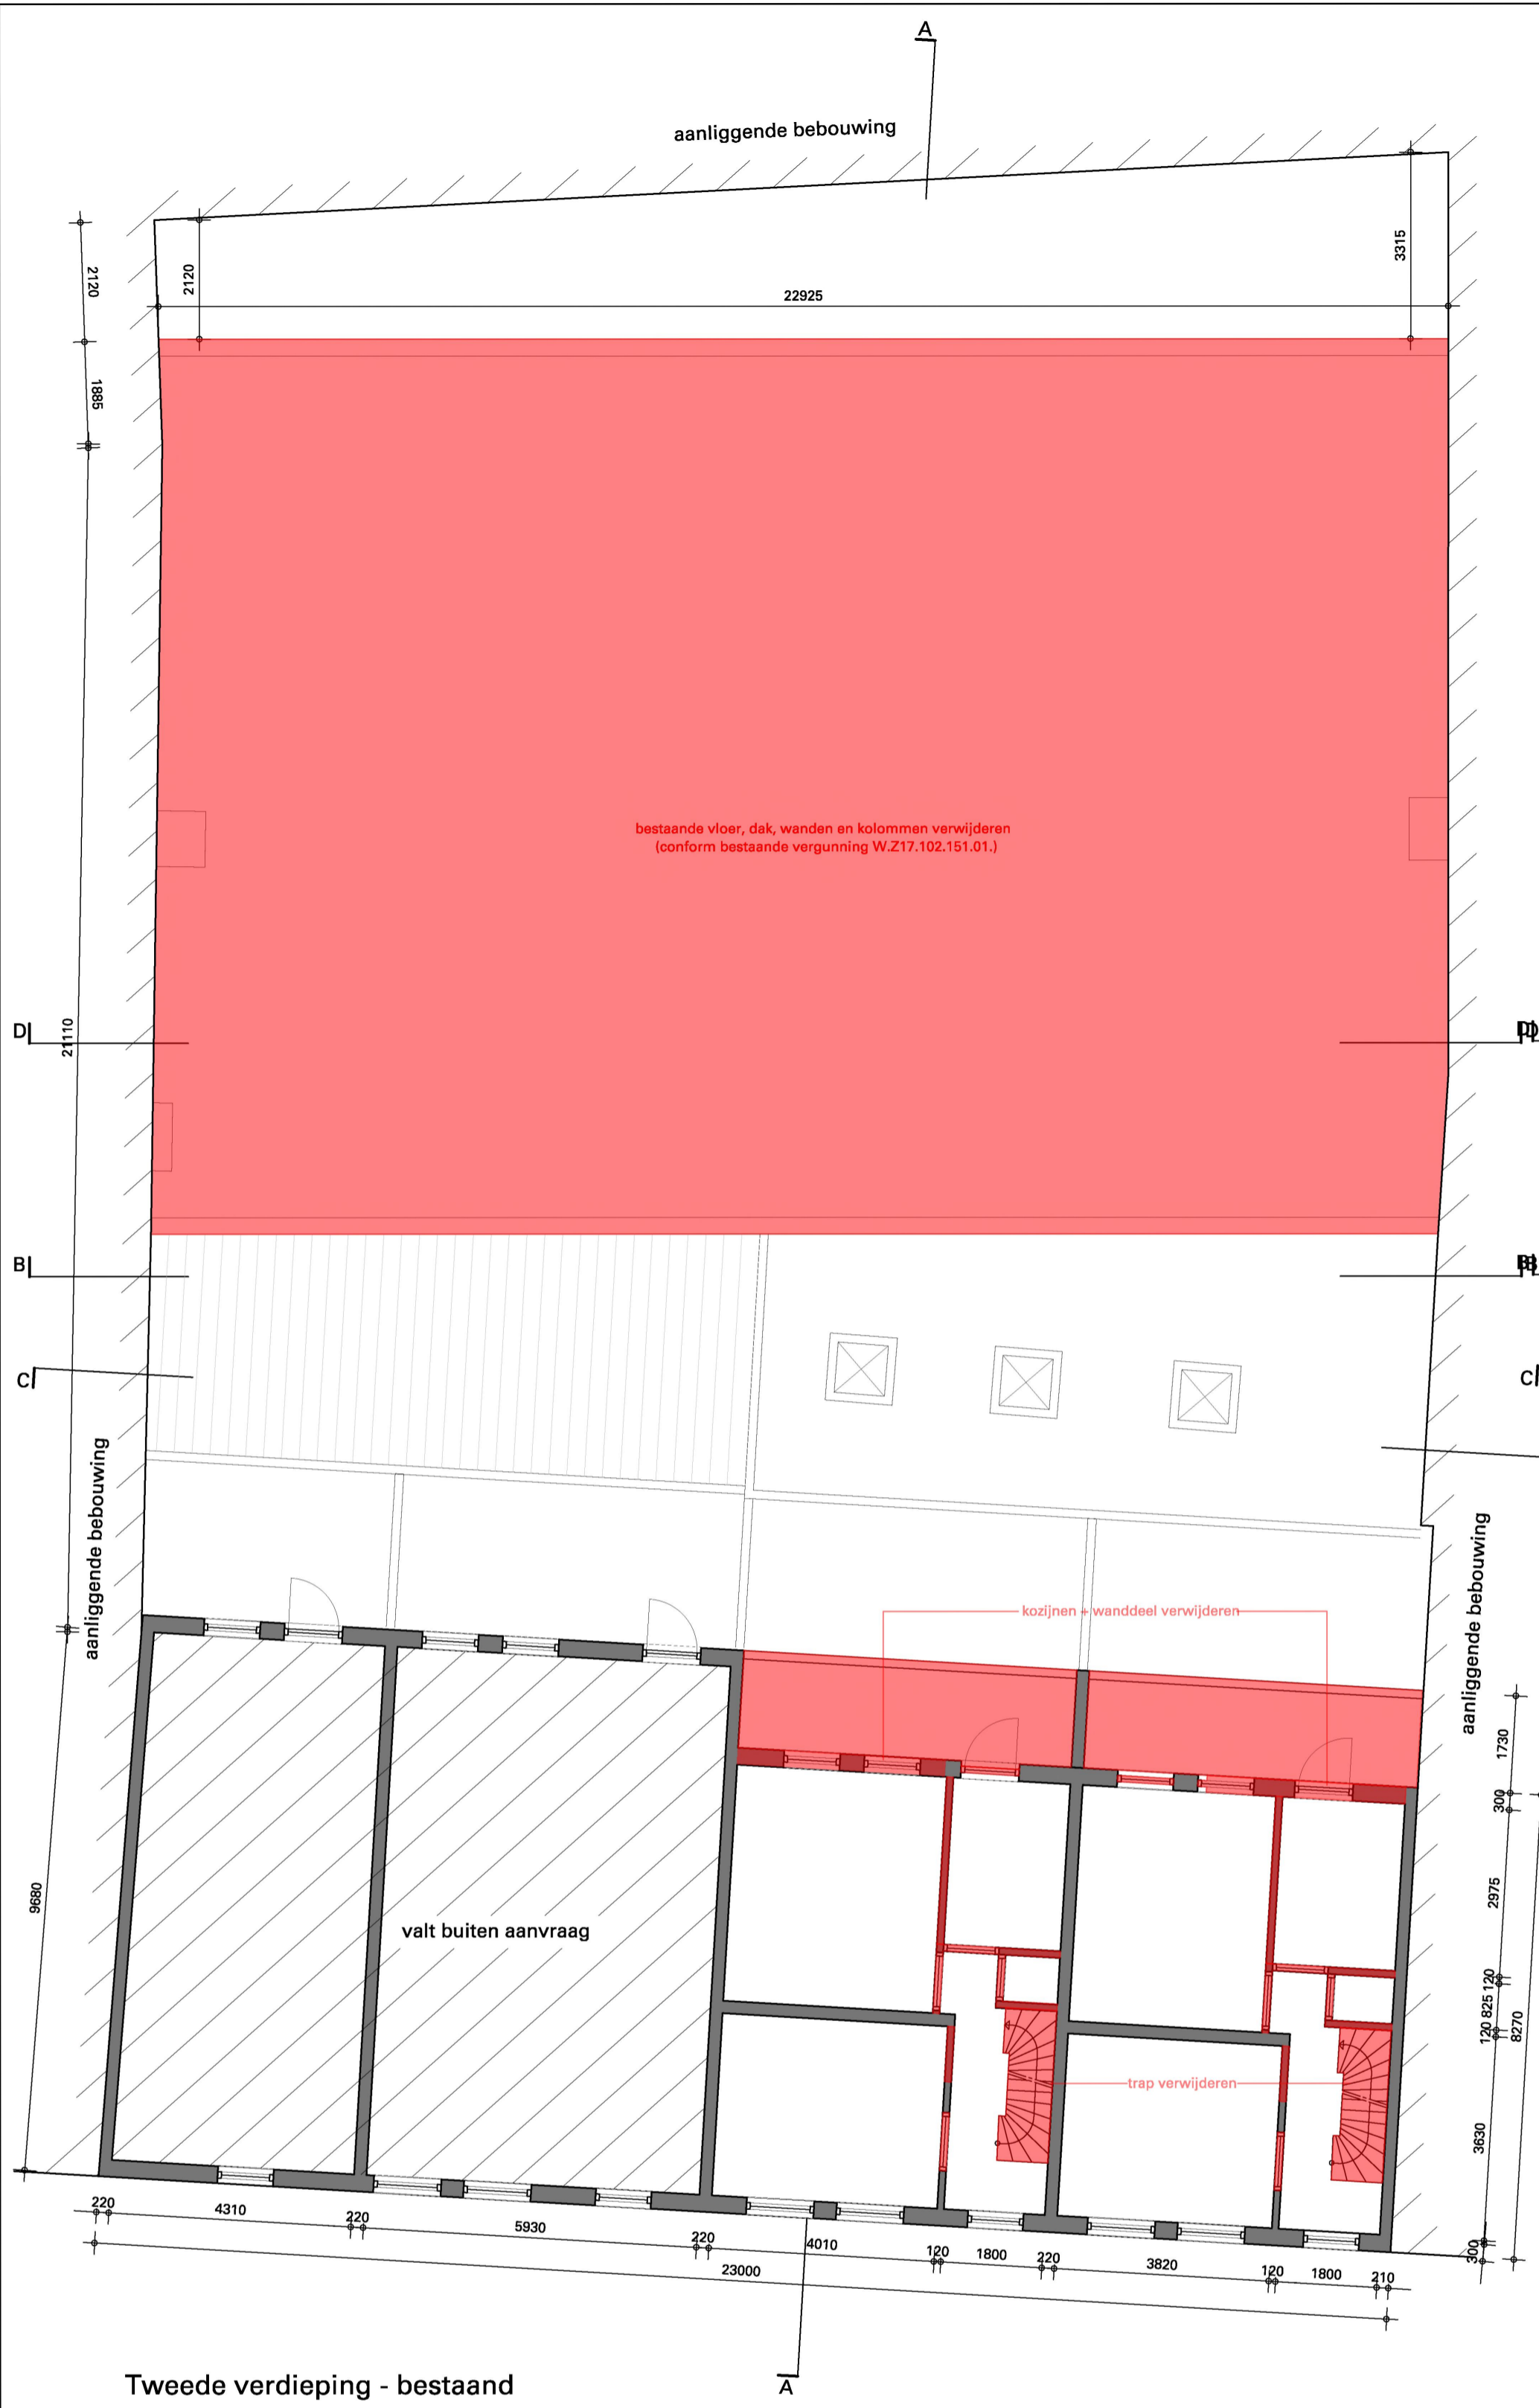 A
aanliggende bebouwing
2120
2120
3315
22925
1885
bestaande vloer, dak, wanden en kolommen verwijderen
(conform bestaande vergunning W.Z17.102.151.01.)
D
21110
B
C
C
aanliggende bebouwing
aanliggende bebouwing
kozijnen + wanddeel verwijderen
1730
300
9680
valt buiten aanvraag
2975
120
825
120
8270
trap verwijderen
3630
300
220
4310
220
5930
220
4010
120
1800
220
3820
120
1800
210
23000
A
Tweede verdieping - bestaand